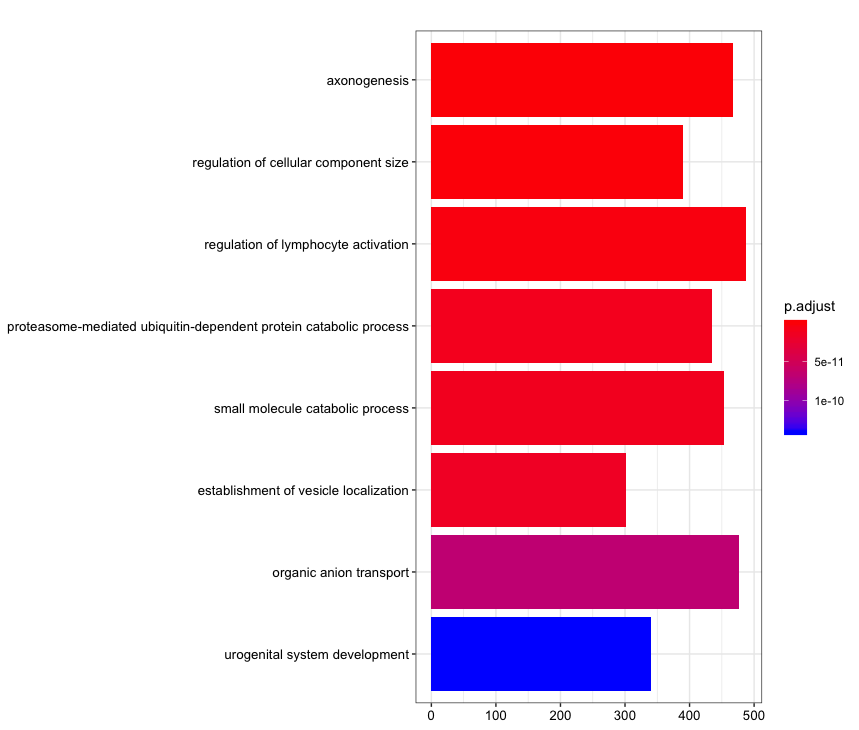 axonogenesis
regulation of cellular component size
regulation of lymphocyte activation
proteasome-mediated ubiquitin-dependent protein catabolic process
small molecule catabolic process
establishment of vesicle localization
organic anion transport
urogenital system development
0 100 200 300 400 500
p.adjust
5e-11
1e-10